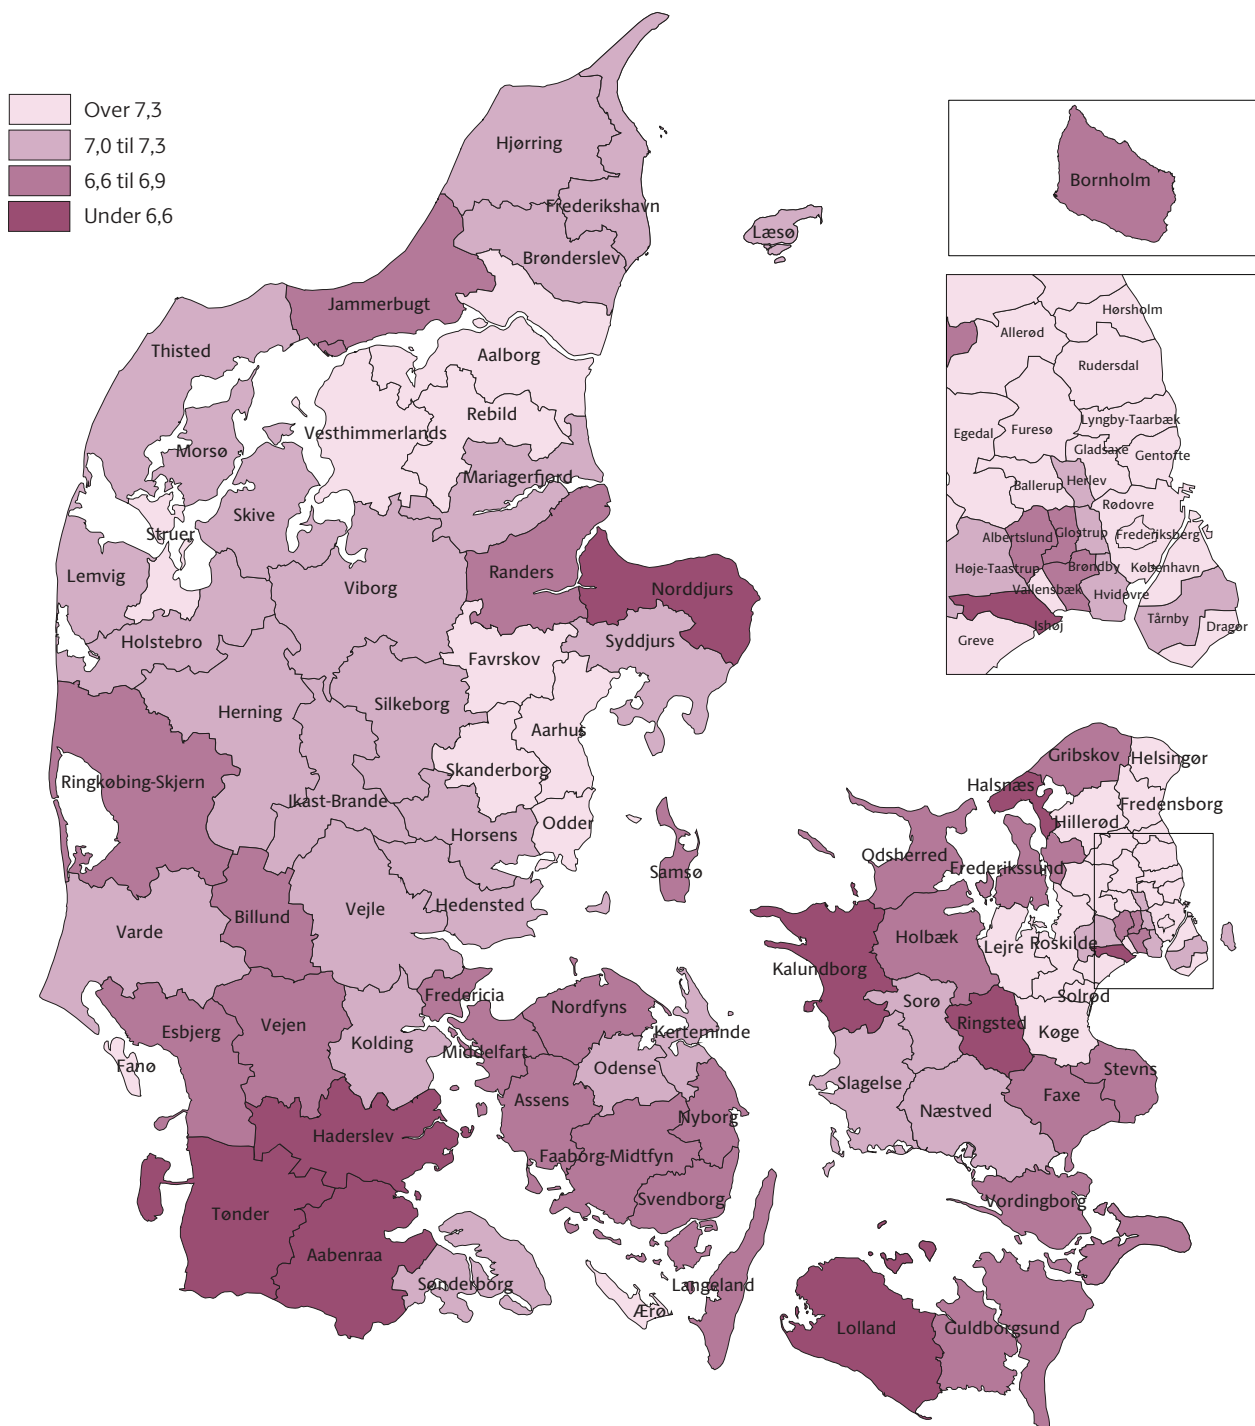 Over 7,3
7,0 til 7,3
6,6 til 6,9
Under 6,6
Hjørring
Frederikshavn
Læsø
Brønderslev
Jammerbugt
Thisted
Aalborg
Rebild
Vesthimmerlands
Morsø
Mariagerfjord
Skive
Struer
Lemvig
Viborg
Randers
Norddjurs
Holstebro
Syddjurs
Favrskov
Herning
Silkeborg
Aarhus
Skanderborg
Ringkøbing-Skjern
Ikast-Brande
Odder
Horsens
Samsø
Hedensted
Billund
Vejle
Varde
Fredericia
Nordfyns
Esbjerg
Vejen
Kolding
Kerteminde
Middelfart
Fanø
Odense
Assens
Nyborg
Haderslev
Faaborg-Midtfyn
Svendborg
Tønder
Aabenraa
Sønderborg
Langeland
Ærø
Bornholm
Hørsholm
Allerød
Rudersdal
Lyngby-Taarbæk
Egedal
Furesø
Gladsaxe
Gentofte
Ballerup
Herlev
Rødovre
Albertslund
Glostrup
Frederiksberg
Høje-Taastrup
Brøndby
København
Vallensbæk
Hvidovre
Tårnby
Ishøj
Dragør
Greve
Gribskov
Helsingør
Halsnæs
Fredensborg
Hillerød
Odsherred
Frederikssund
Holbæk
Lejre
Roskilde
Kalundborg
Solrød
Sorø
Ringsted
Køge
Stevns
Slagelse
Faxe
Næstved
Vordingborg
Lolland
Guldborgsund